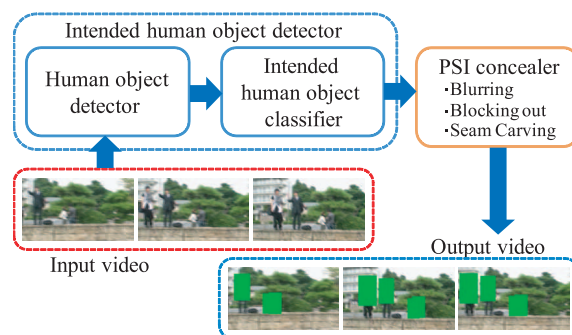 Intended human object detector
Human object
detector
Intended
human object
classifier
PSI concealer
・Blurring
・Blocking out
・Seam Carving
Input video
Output video